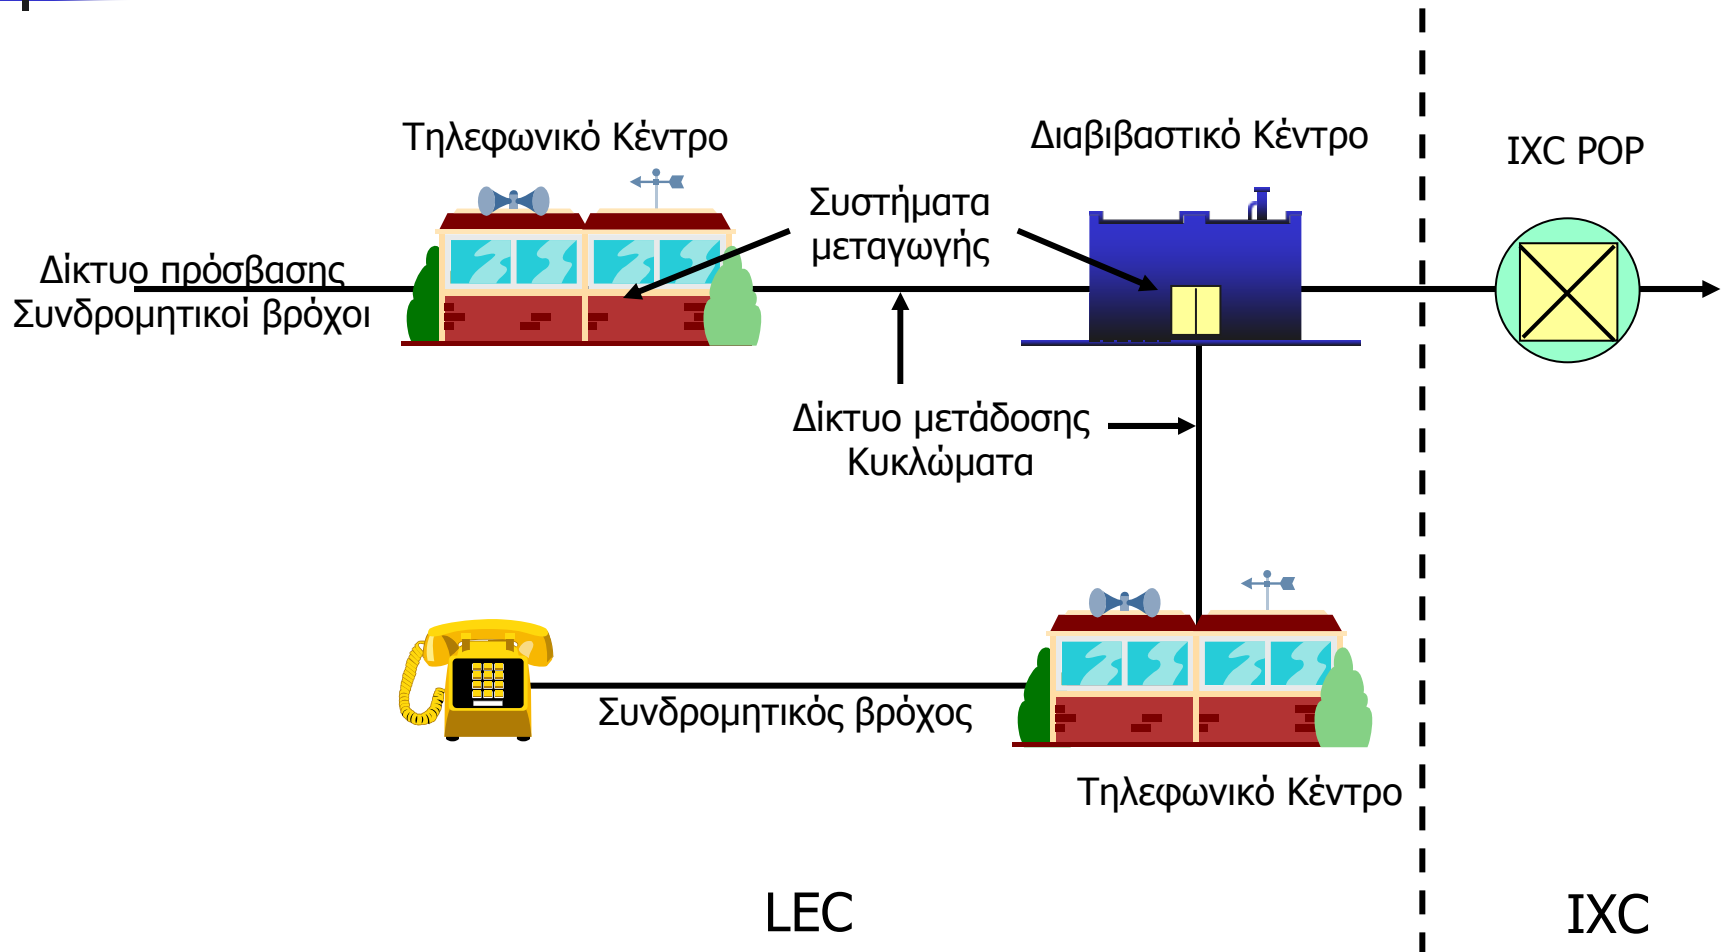 Τηλεφωνικό Κέντρο
Διαβιβαστικό Κέντρο
IXC POP
Συστήματα
μεταγωγής
Δίκτυο πρόσβασης
Συνδρομητικοί βρόχοι
Δίκτυο μετάδοσης
Κυκλώματα
Συνδρομητικός βρόχος
Τηλεφωνικό Κέντρο
LEC
IXC